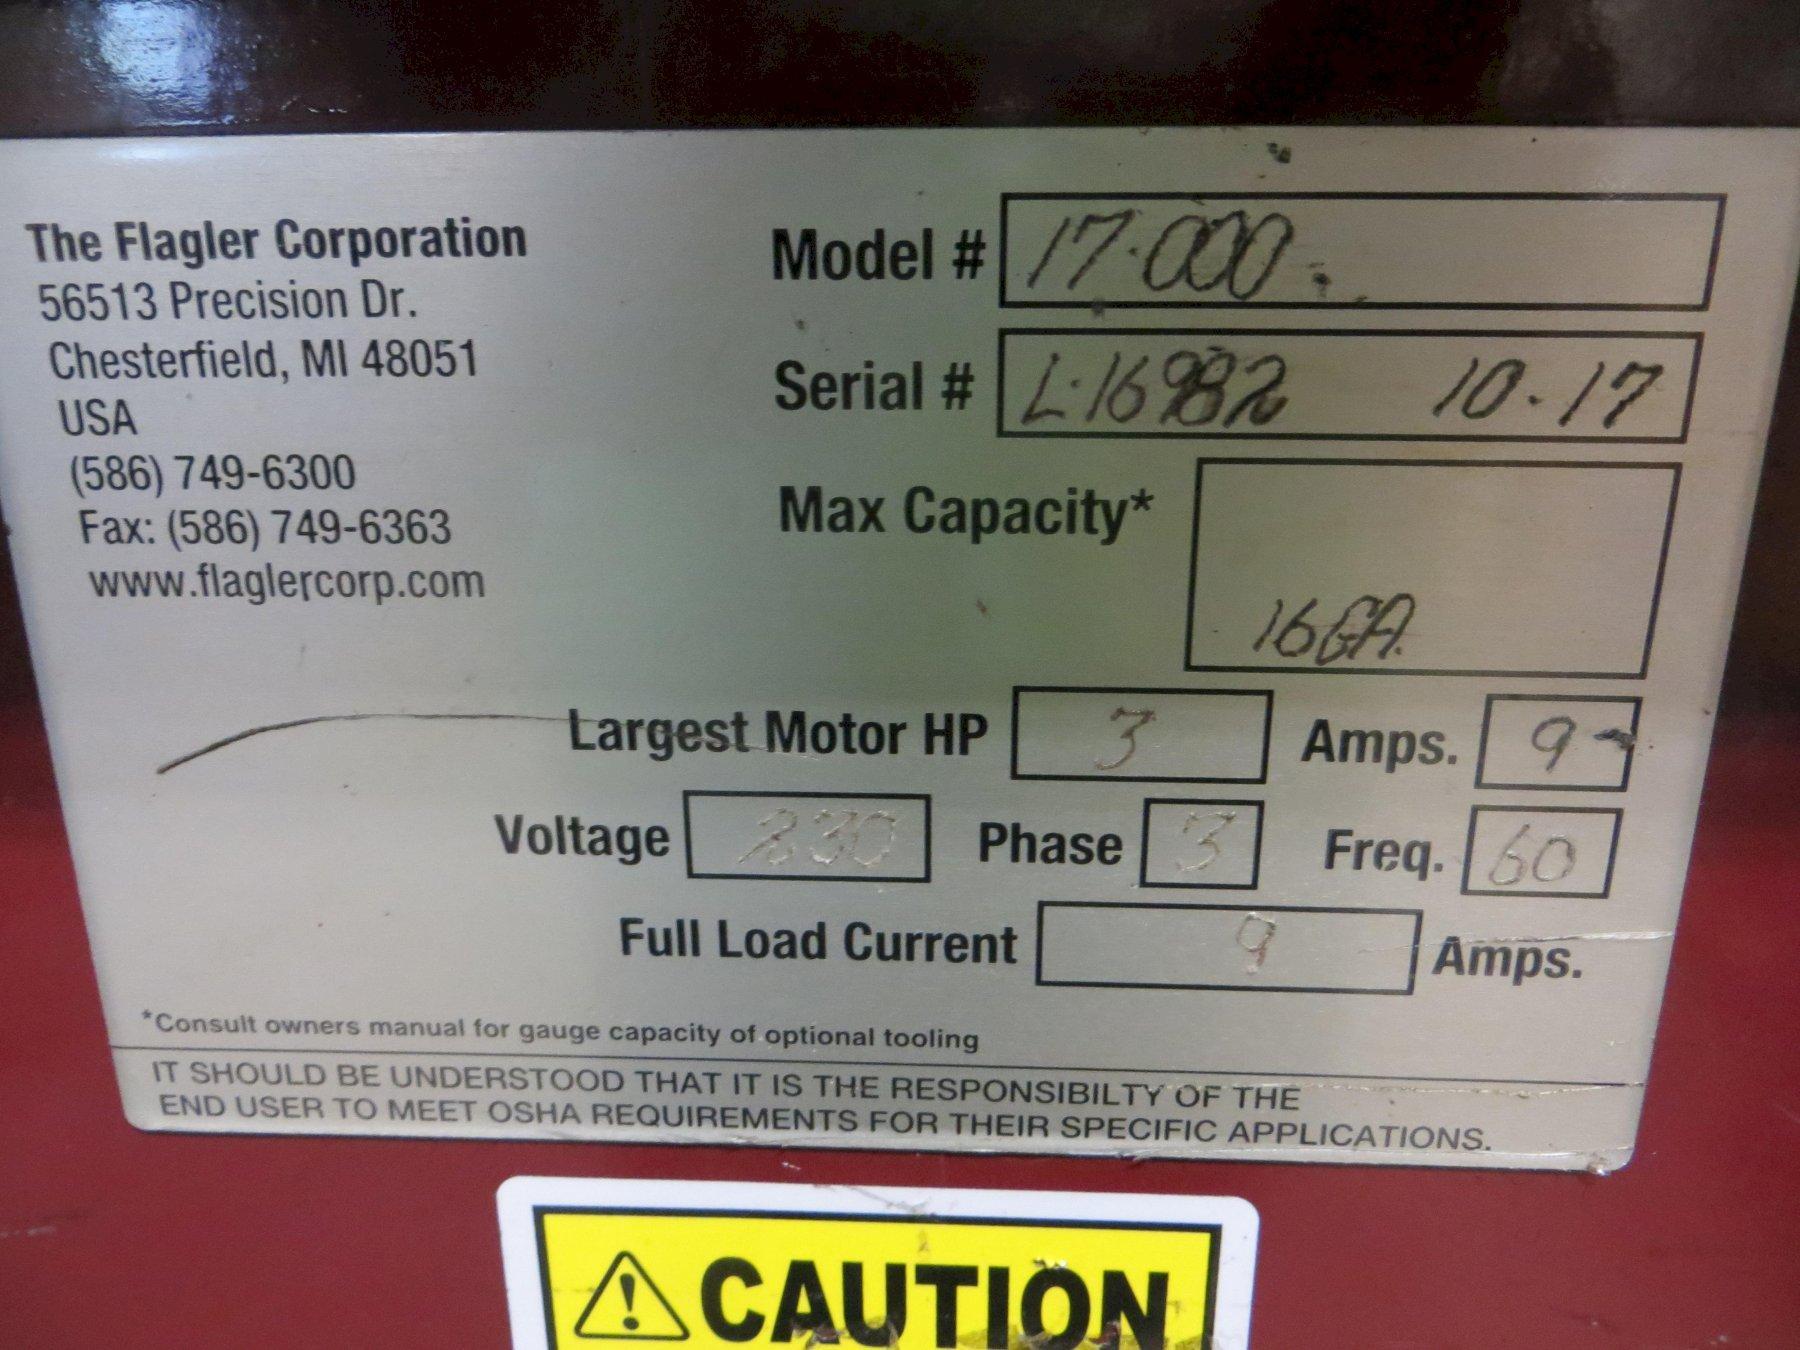 The Flagler Corporation
56513 Precision Dr.
Chesterfield, MI 48051
USA
(586) 749-6300
Fax: (586) 749-6363
www.flaglercorp.com
Model # 17-000
Serial # L-16982 10-17
Max Capacity* 16GA.
Largest Motor HP 3 Amps. 9
Voltage 230 Phase 3 Freq. 60
Full Load Current 9 Amps.
*Consult owners manual for gauge capacity of optional tooling
IT SHOULD BE UNDERSTOOD THAT IT IS THE RESPONSIBILTY OF THE
END USER TO MEET OSHA REQUIREMENTS FOR THEIR SPECIFIC APPLICATIONS.
CAUTION